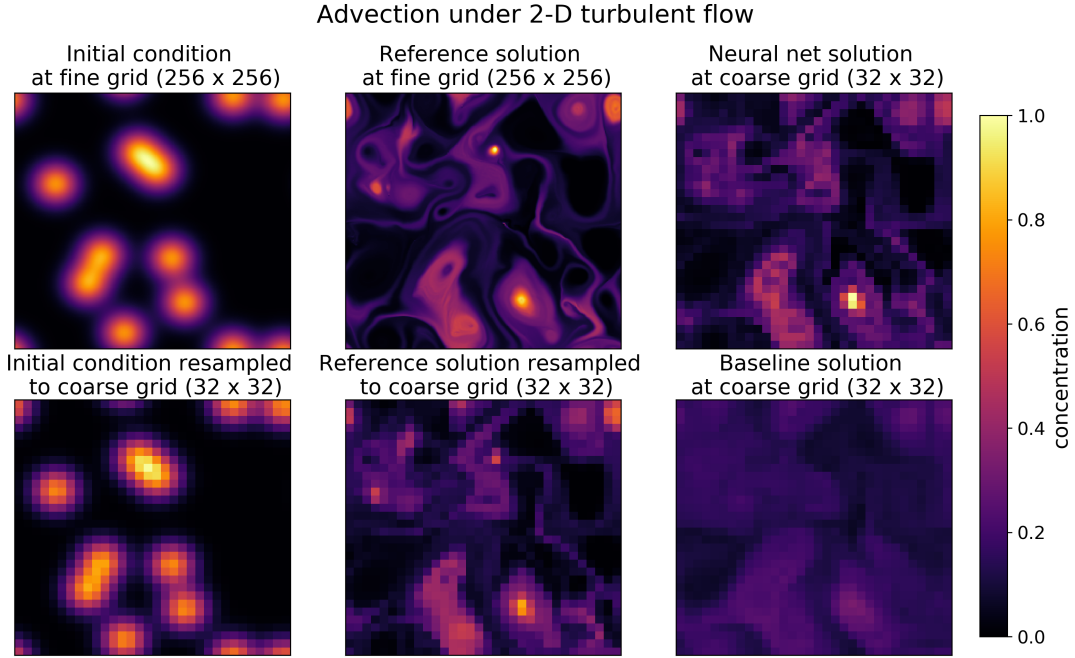 Advection under 2-D turbulent flow
Initial condition
at fine grid (256 x 256)
Reference solution
at fine grid (256 x 256)
Neural net solution
at coarse grid (32 x 32)
Initial condition resampled
to coarse grid (32 x 32)
Reference solution resampled
to coarse grid (32 x 32)
Baseline solution
at coarse grid (32 x 32)
1.0
0.8
0.6
0.4
0.2
0.0
concentration